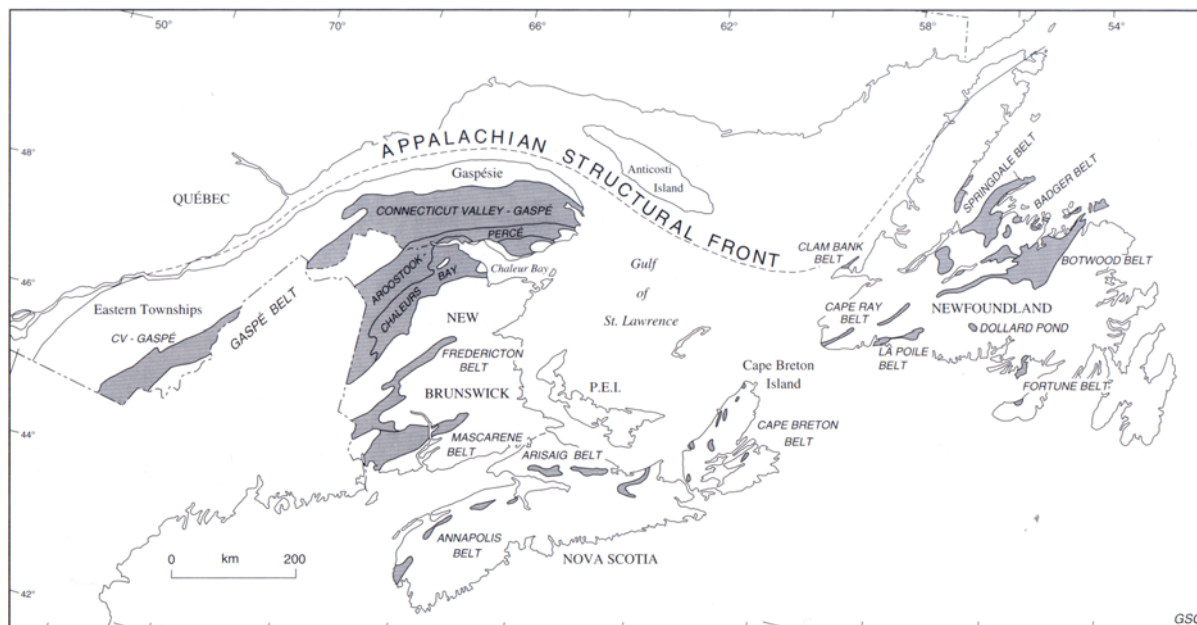 50°
70°
66°
62°
58°
54°
48°
46°
44°
42°
APPALACHIAN STRUCTURAL FRONT
QUÉBEC
Gaspésie
Anticosti
Island
CONNECTICUT VALLEY - GASPÉ
PERCÉ
AROOSTOOK
CHALEURS BAY
Chaleur Bay
Eastern Townships
CV - GASPÉ
GASPÉ BELT
NEW
BRUNSWICK
FREDERICTON
BELT
MASCARENE
BELT
Gulf
of
St. Lawrence
P.E.I.
Cape Breton
Island
CAPE BRETON
BELT
ARISAIG BELT
ANNAPOLIS
BELT
NOVA SCOTIA
SPRINGDALE BELT
BADGER BELT
CLAM BANK
BELT
BOTWOOD BELT
CAPE RAY
BELT
NEWFOUNDLAND
DOLLARD POND
LA POILE
BELT
FORTUNE BELT
0 km 200
GSC